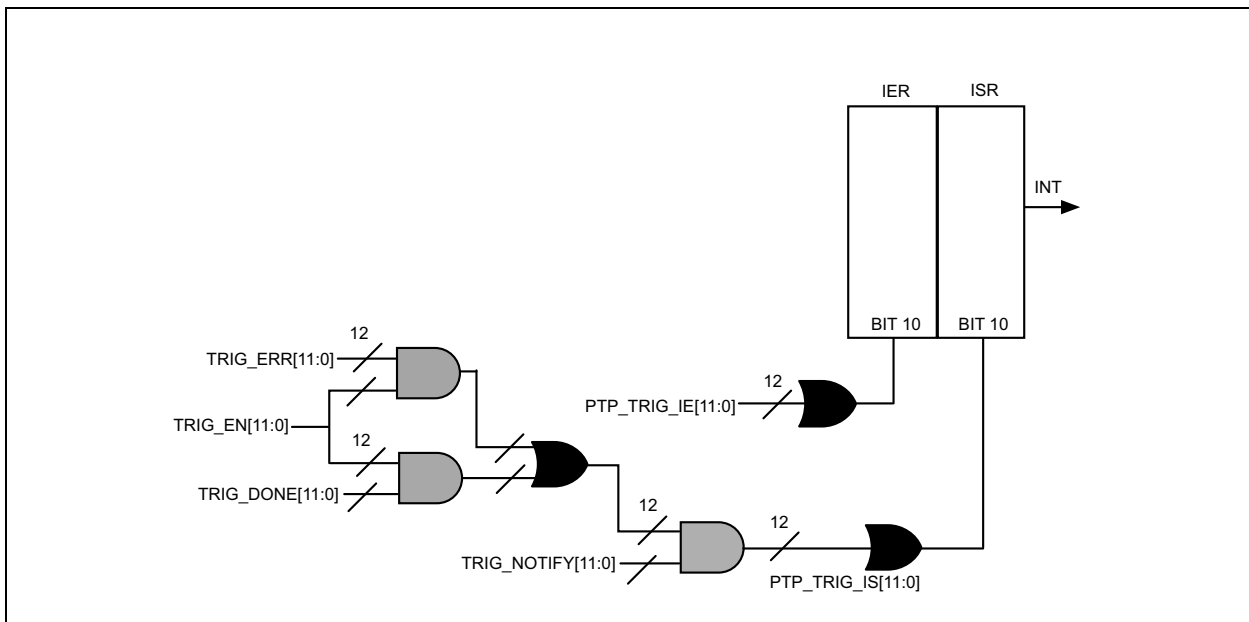 IER
ISR
INT
BIT 10
BIT 10
12
TRIG_ERR[11:0]
12
PTP_TRIG_IE[11:0]
TRIG_EN[11:0]
12
TRIG_DONE[11:0]
12
12
TRIG_NOTIFY[11:0]
PTP_TRIG_IS[11:0]